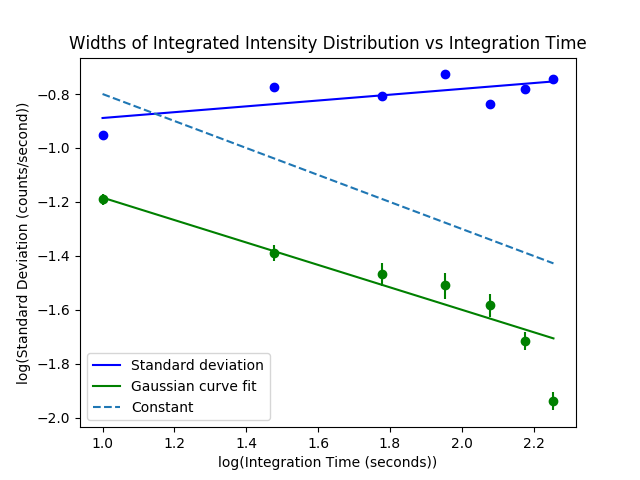 Widths of Integrated Intensity Distribution vs Integration Time
log(Standard Deviation (counts/second))
−0.8
−1.0
−1.2
−1.4
−1.6
−1.8
−2.0
Standard deviation
Gaussian curve fit
Constant
1.0 1.2 1.4 1.6 1.8 2.0 2.2
log(Integration Time (seconds))